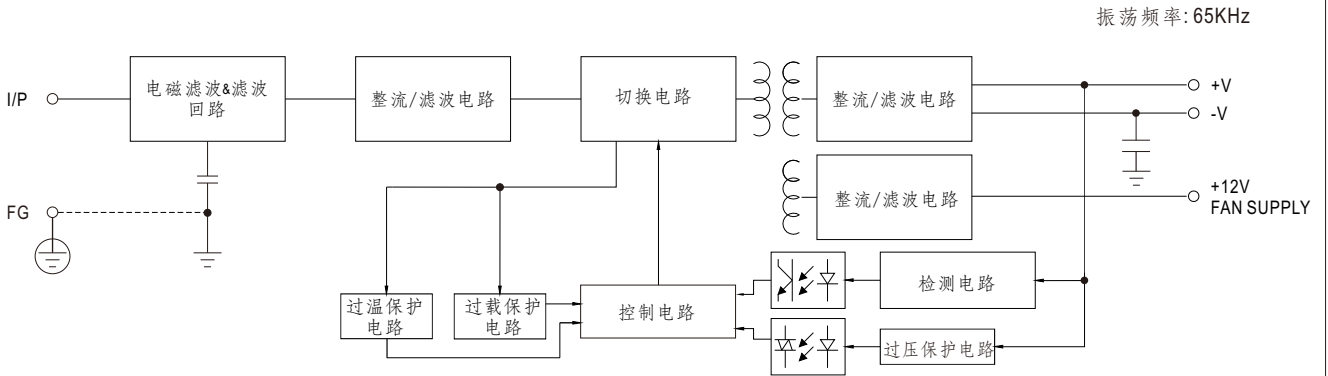 振荡频率: 65KHz
I/P
电磁滤波&滤波
回路
整流/滤波电路
切换电路
整流/滤波电路
+V
-V
整流/滤波电路
+12V
FAN SUPPLY
FG
过温保护
电路
过载保护
电路
控制电路
检测电路
过压保护电路